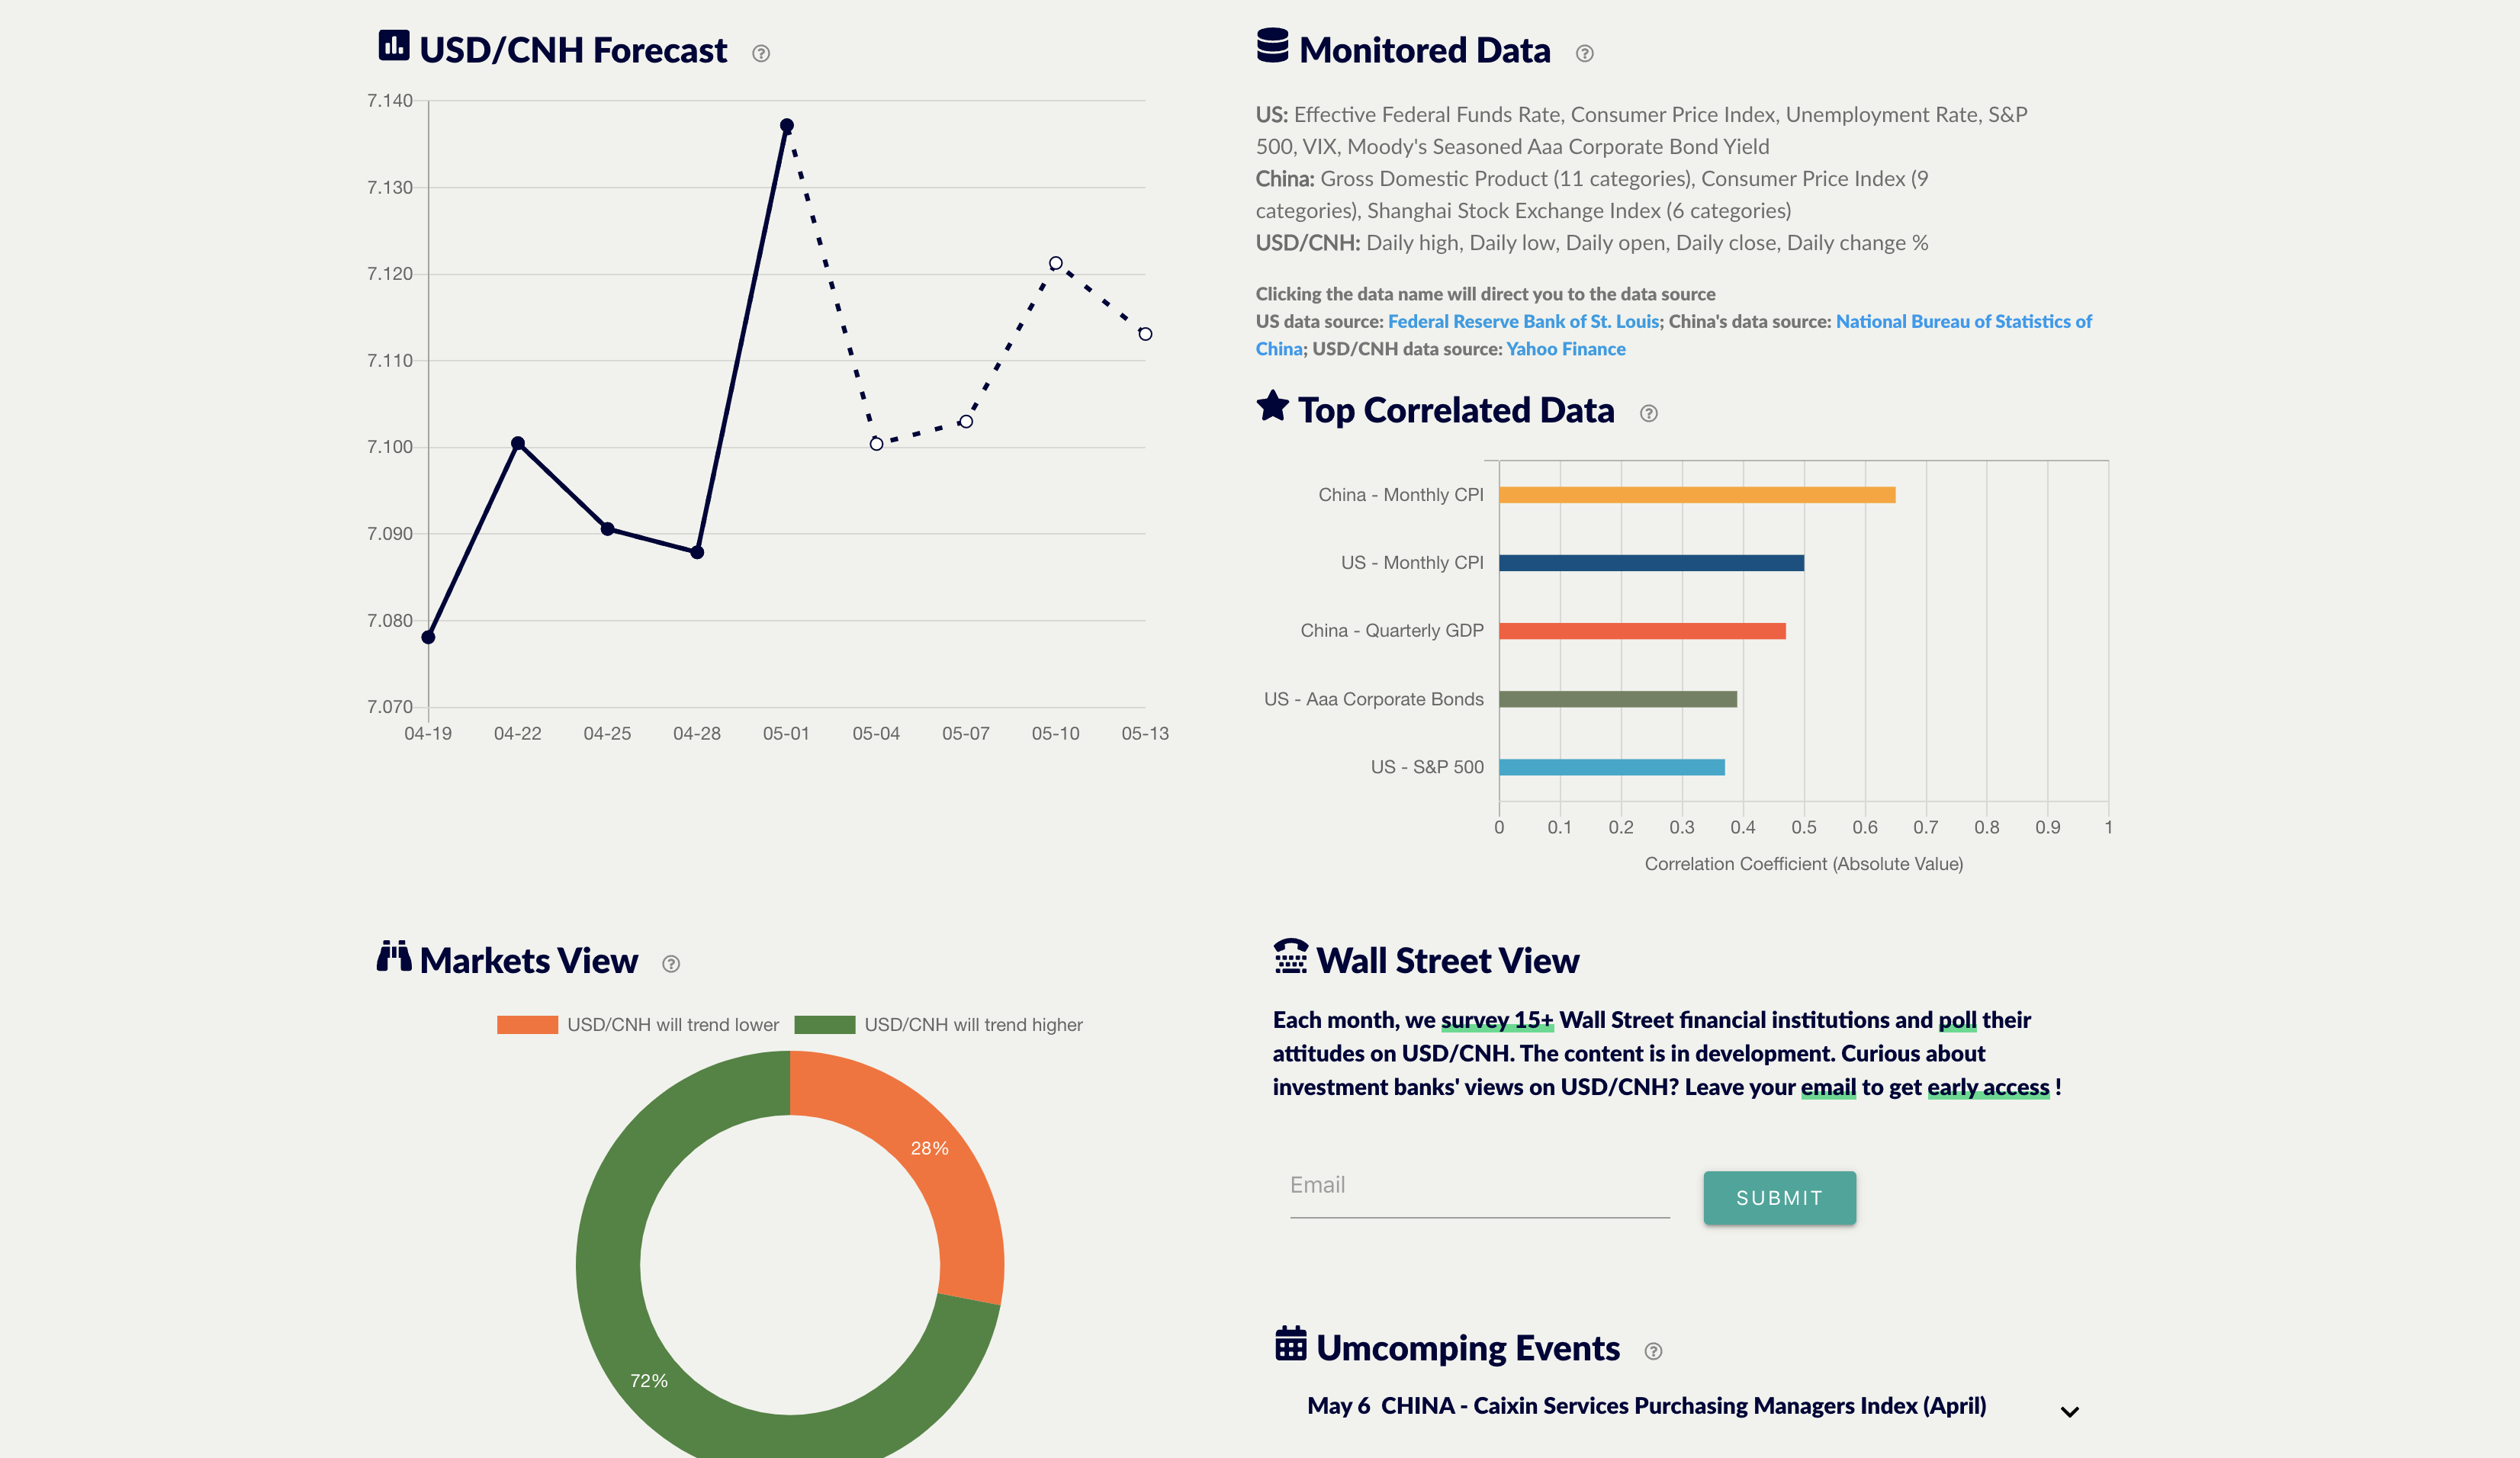 USD/CNH Forecast
7.140
7.130
7.120
7.110
7.100
7.090
7.080
7.070
04-19 04-22 04-25 04-28 05-01 05-04 05-07 05-10 05-13
Monitored Data
US: Effective Federal Funds Rate, Consumer Price Index, Unemployment Rate, S&P
500, VIX, Moody's Seasoned Aaa Corporate Bond Yield
China: Gross Domestic Product (11 categories), Consumer Price Index (9
categories), Shanghai Stock Exchange Index (6 categories)
USD/CNH: Daily high, Daily low, Daily open, Daily close, Daily change %
Clicking the data name will direct you to the data source
US data source: Federal Reserve Bank of St. Louis; China's data source: National Bureau of Statistics of
China; USD/CNH data source: Yahoo Finance
Top Correlated Data
China - Monthly CPI
US - Monthly CPI
China - Quarterly GDP
US - Aaa Corporate Bonds
US - S&P 500
0 0.1 0.2 0.3 0.4 0.5 0.6 0.7 0.8 0.9 1
Correlation Coefficient (Absolute Value)
Markets View
USD/CNH will trend lower USD/CNH will trend higher
28%
72%
Wall Street View
Each month, we survey 15+ Wall Street financial institutions and poll their
attitudes on USD/CNH. The content is in development. Curious about
investment banks' views on USD/CNH? Leave your email to get early access !
Email
SUBMIT
Umcomping Events
May 6 CHINA - Caixin Services Purchasing Managers Index (April)